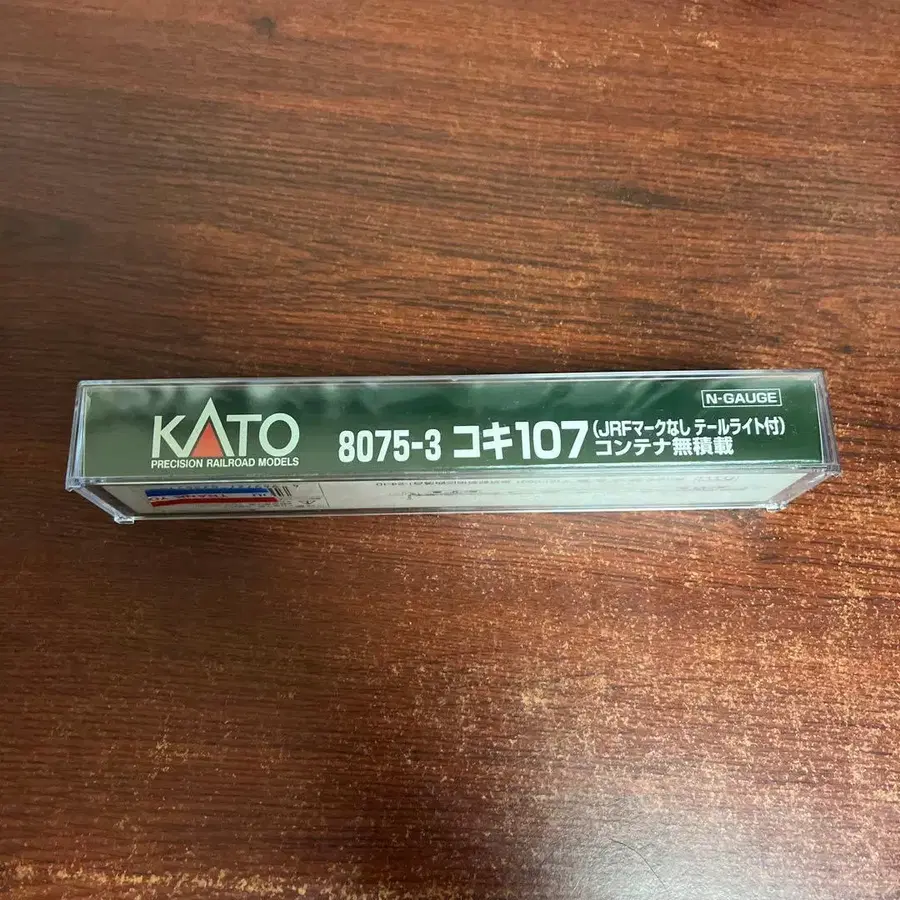 N-GAUGE
KATO
PRECISION RAILROAD MODELS
8075-3 コキ107 (JRFマークなし テールライト付)
コンテナ無積載